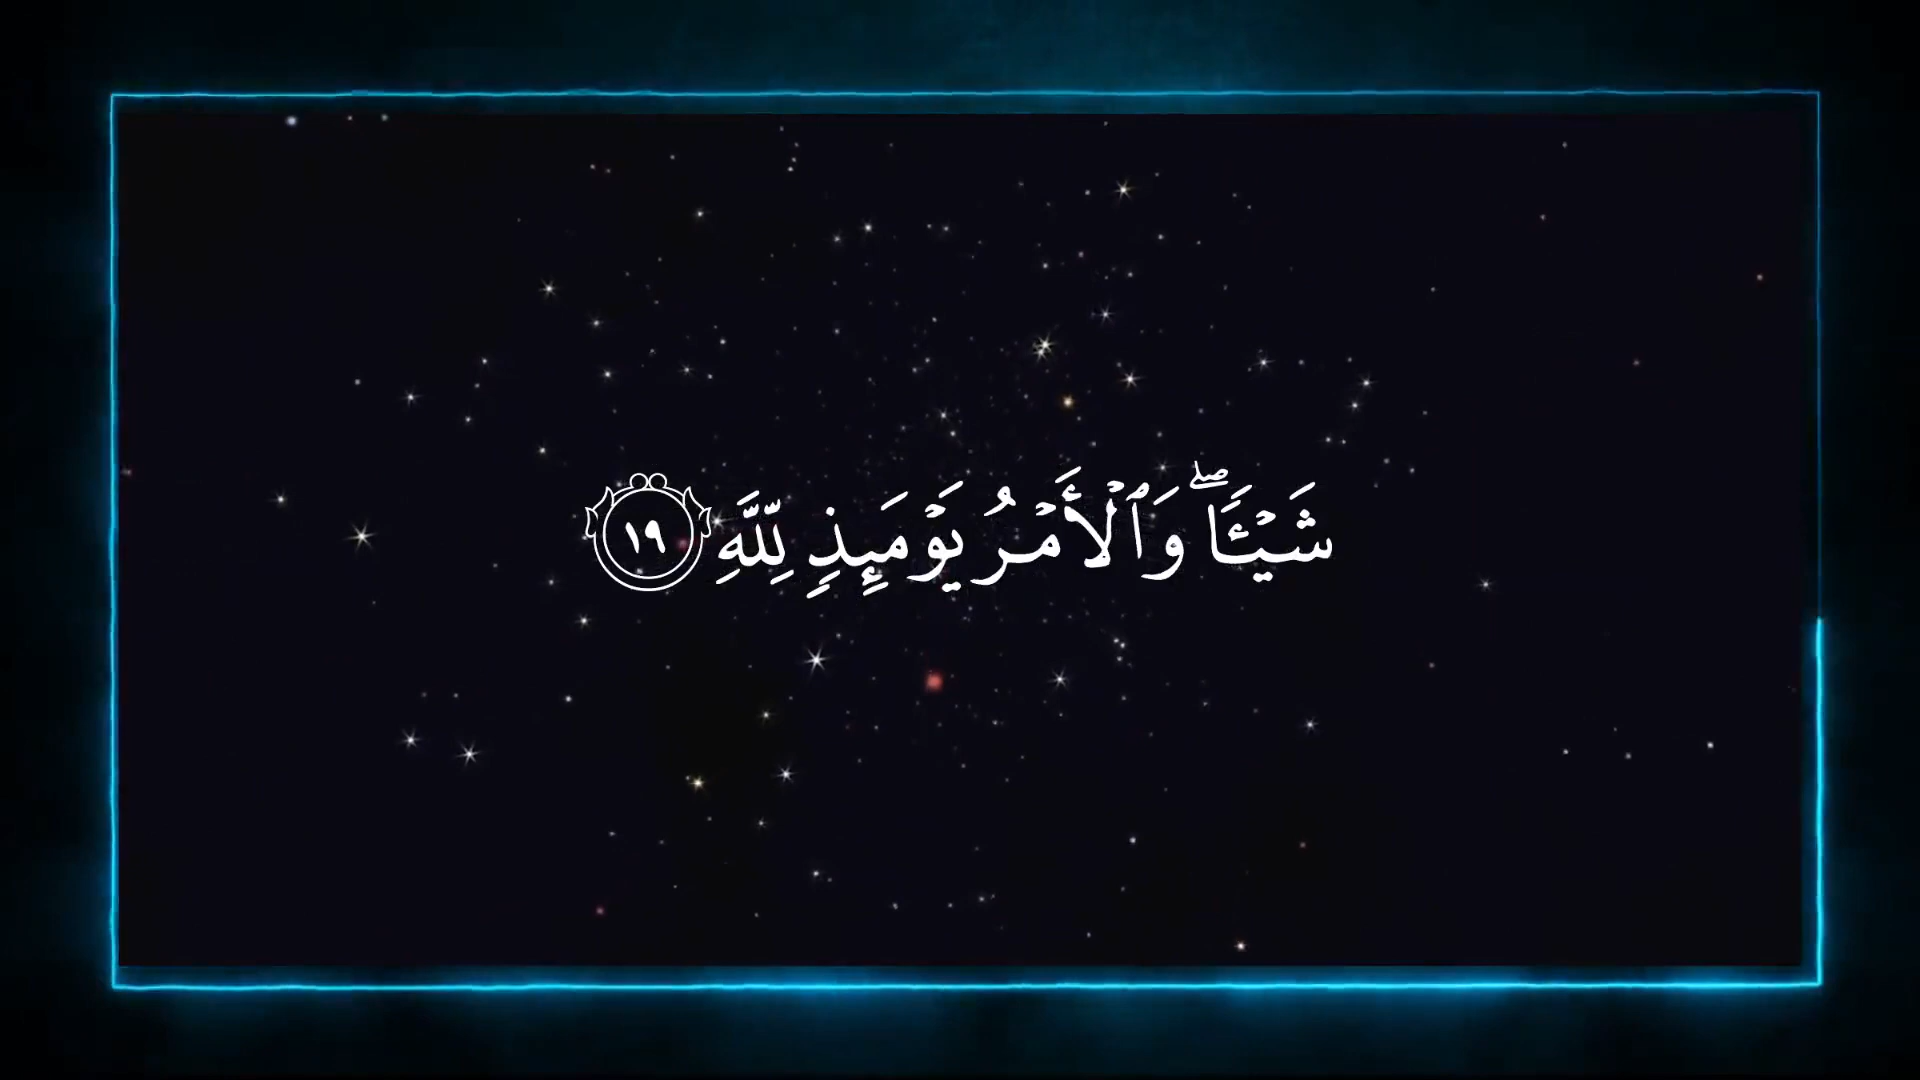 شَيْـًٔاۖ وَٱلْأَمْرُ يَوْمَئِذٍ لِّلَّهِ ١٩